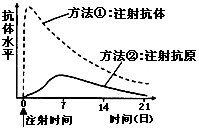 抗体水平
方法①:注射抗体
方法②:注射抗原
0 7 14 21
注射时间 时间(日)